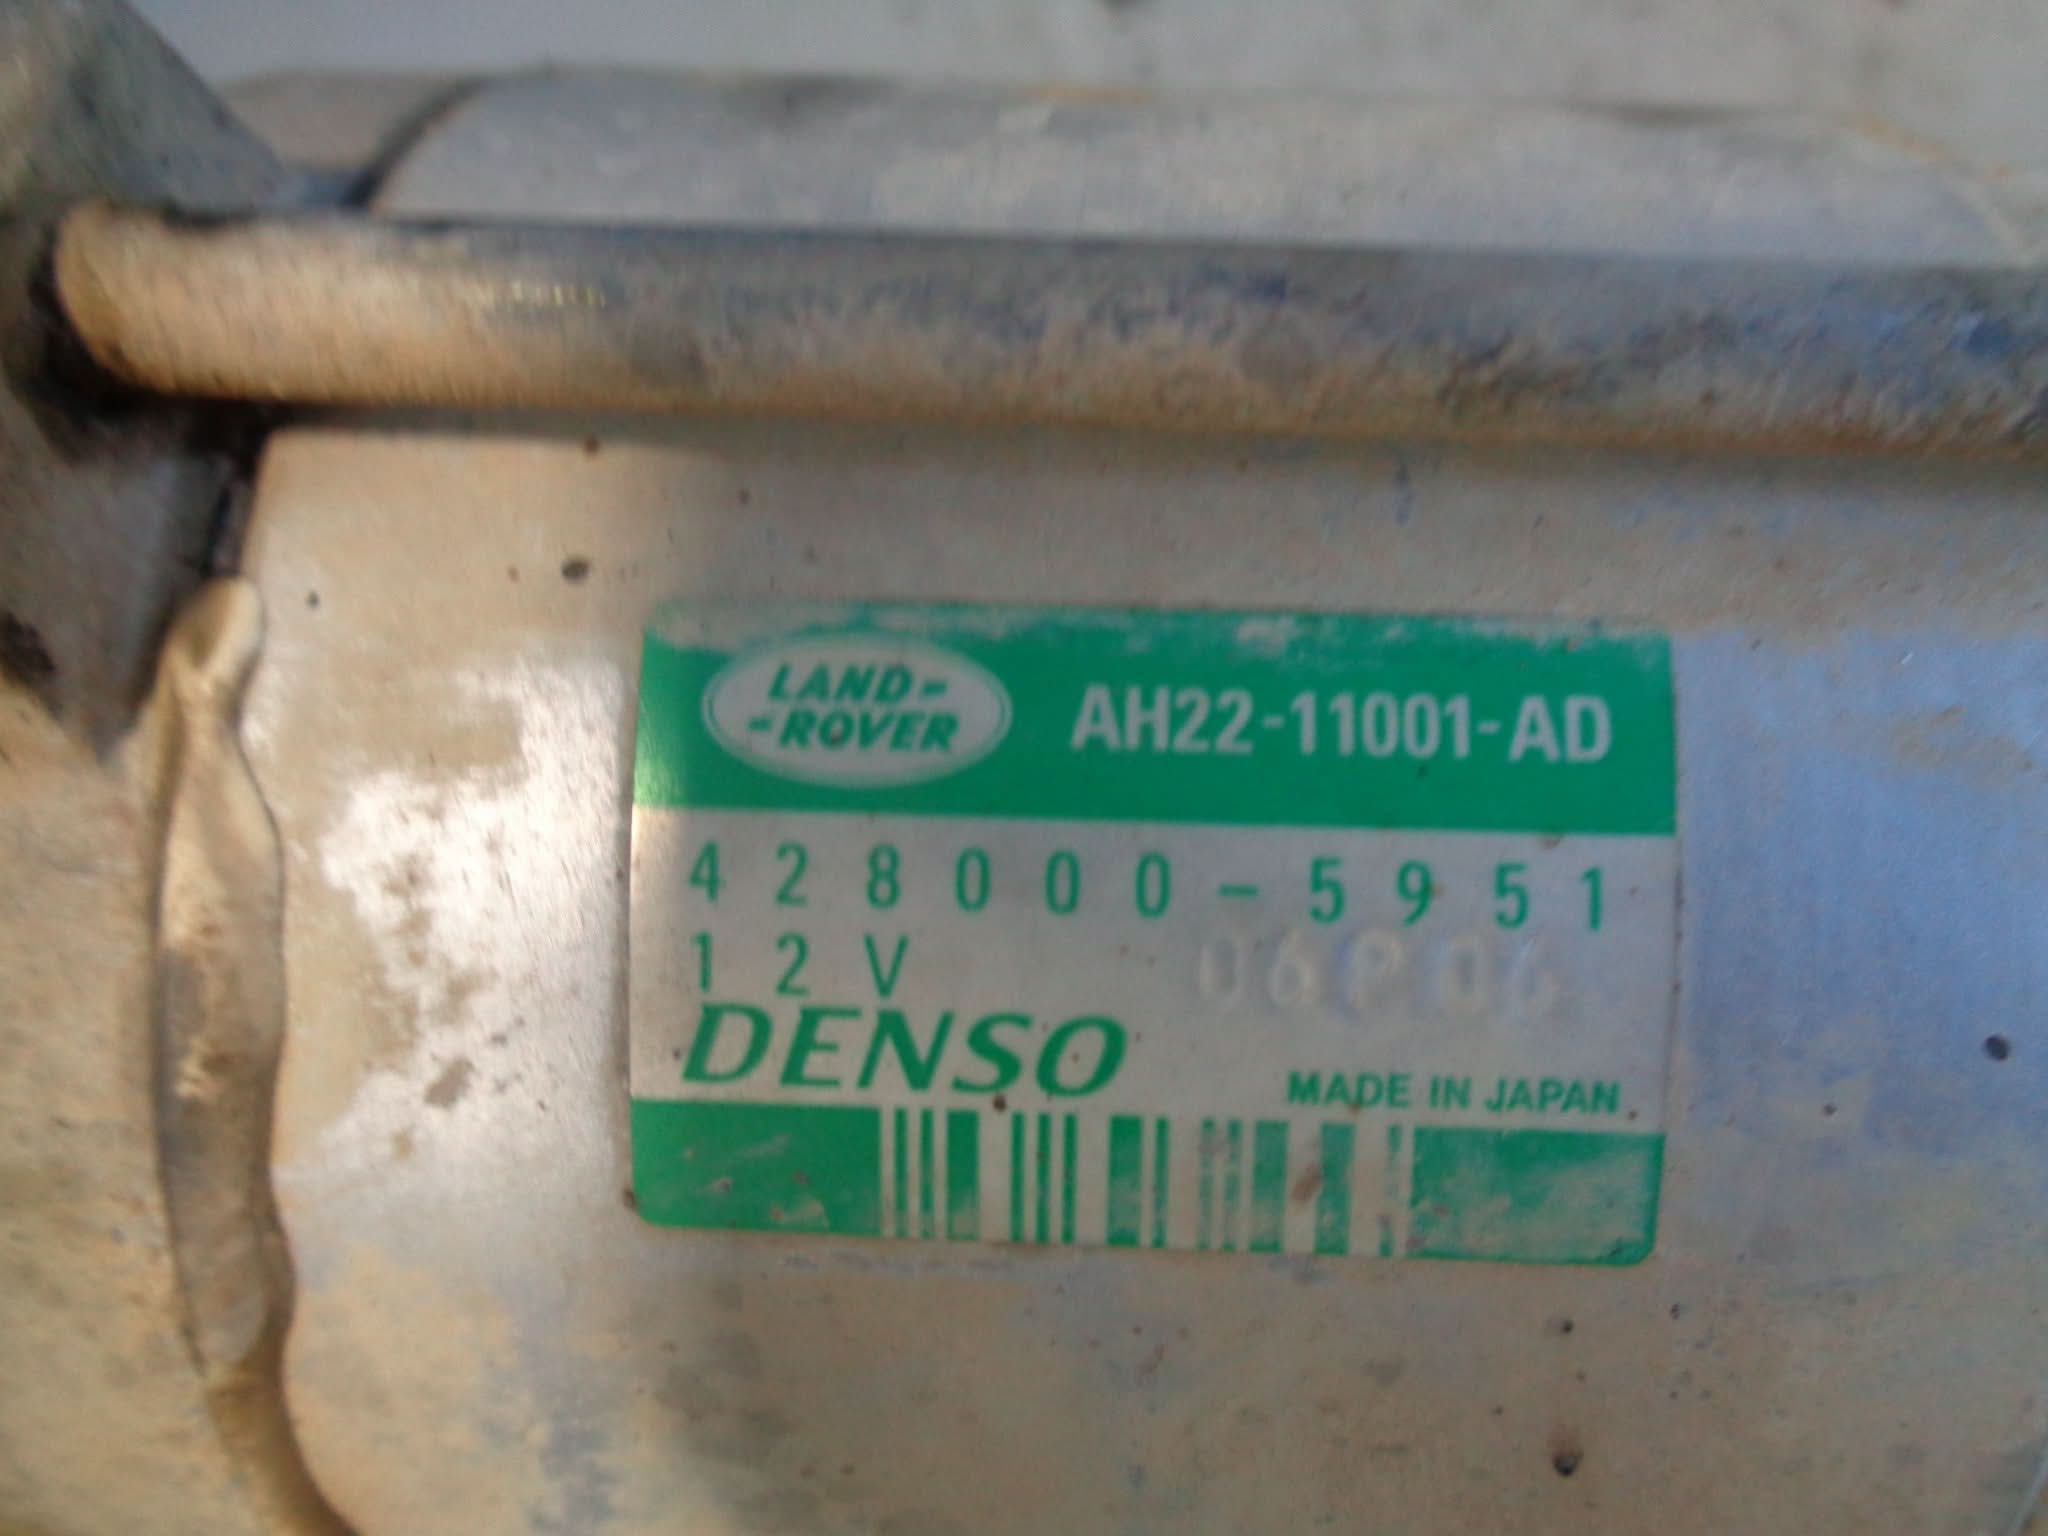 LAND-
-ROVER
AH22-11001-AD
428000-5951
12V
DENSO
MADE IN JAPAN